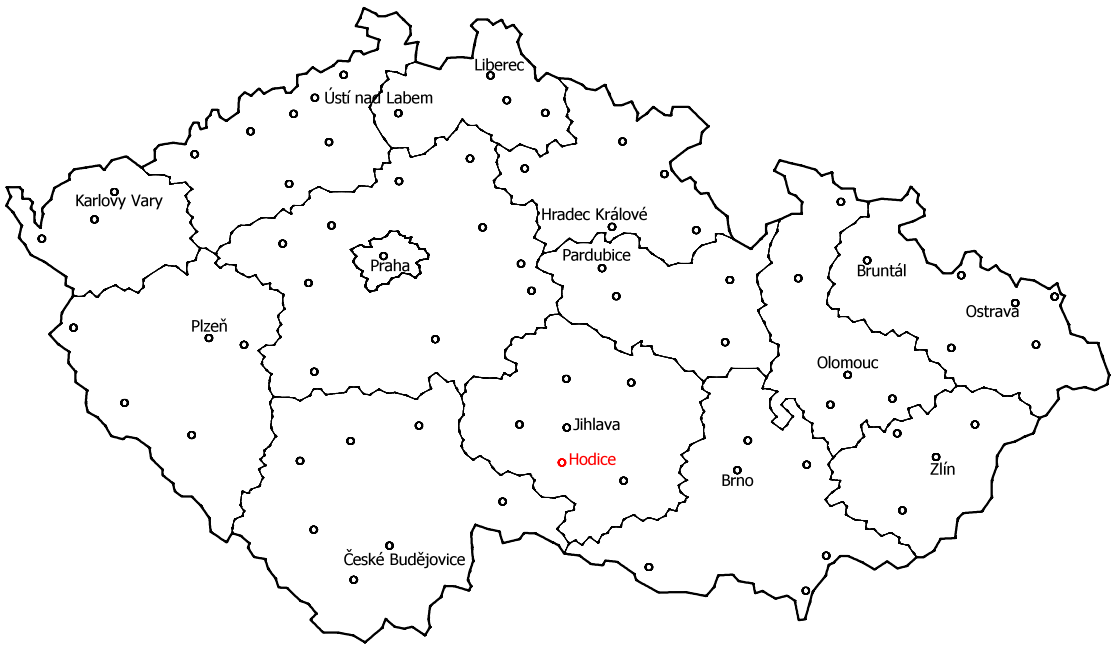 Liberec
Ústí nad Labem
Karlovy Vary
Hradec Králové
Pardubice
Praha
Bruntál
Ostrava
Plzeň
Olomouc
Jihlava
Hodice
Zlín
Brno
České Budějovice